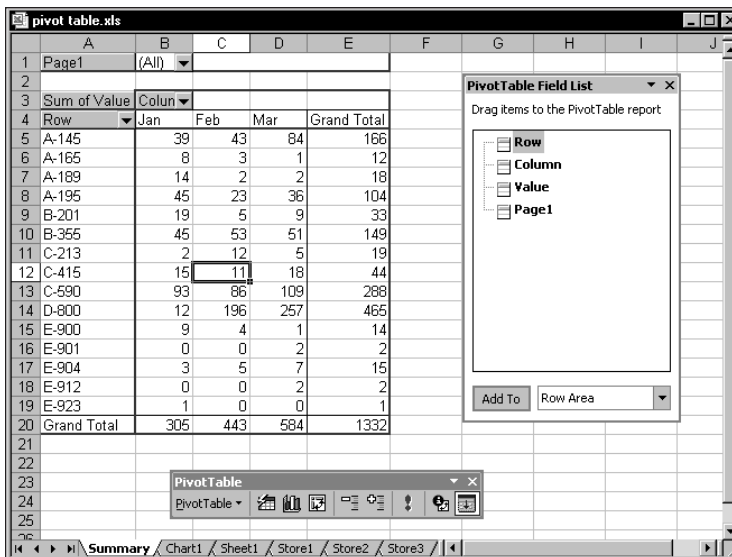 pivot table.xls
A B C D E F G H I J
1 Page1 (All)
2
3 Sum of Value Colun
4 Row Jan Feb Mar Grand Total
5 A-145 39 43 84 166
6 A-165 8 3 1 12
7 A-189 14 2 2 18
8 A-195 45 23 36 104
9 B-201 19 5 9 33
10 B-355 45 53 51 149
11 C-213 2 12 5 19
12 C-415 15 11 18 44
13 C-590 93 86 109 288
14 D-800 12 196 257 465
15 E-900 9 4 1 14
16 E-901 0 0 2 2
17 E-904 3 5 7 15
18 E-912 0 0 2 2
19 E-923 1 0 0 1
20 Grand Total 305 443 584 1332
21
22
23
24
25
26
PivotTable Field List
Drag items to the PivotTable report
Row
Column
Value
Page1
Add To Row Area
PivotTable
PivotTable
Summary Chart1 Sheet1 Store1 Store2 Store3